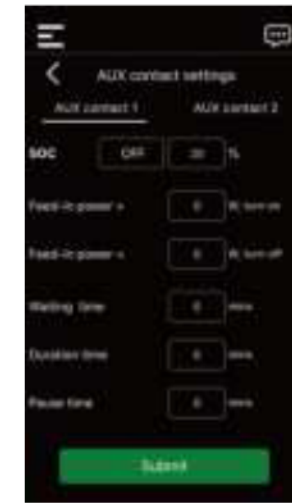 AUX contact settings
AUX contact 1 AUX contact 2
SOC OFF %
Feed-in power > 0 W, turn on
Feed-in power < 0 W, turn off
Waiting time 0 mins
Duration time 0 mins
Pause time 0 mins
Submit